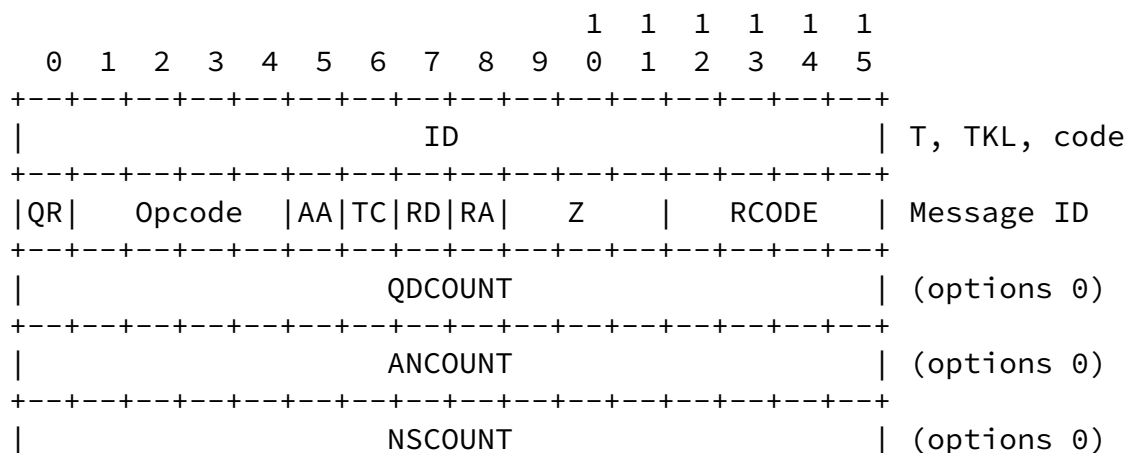 1  1  1  1  1  1
  0  1  2  3  4  5  6  7  8  9  0  1  2  3  4  5
+--+--+--+--+--+--+--+--+--+--+--+--+--+--+--+--+
|                      ID                       | T, TKL, code
+--+--+--+--+--+--+--+--+--+--+--+--+--+--+--+--+
|QR|   Opcode  |AA|TC|RD|RA|   Z    |   RCODE   | Message ID
+--+--+--+--+--+--+--+--+--+--+--+--+--+--+--+--+
|                    QDCOUNT                    | (options 0)
+--+--+--+--+--+--+--+--+--+--+--+--+--+--+--+--+
|                    ANCOUNT                    | (options 0)
+--+--+--+--+--+--+--+--+--+--+--+--+--+--+--+--+
|                    NSCOUNT                    | (options 0)